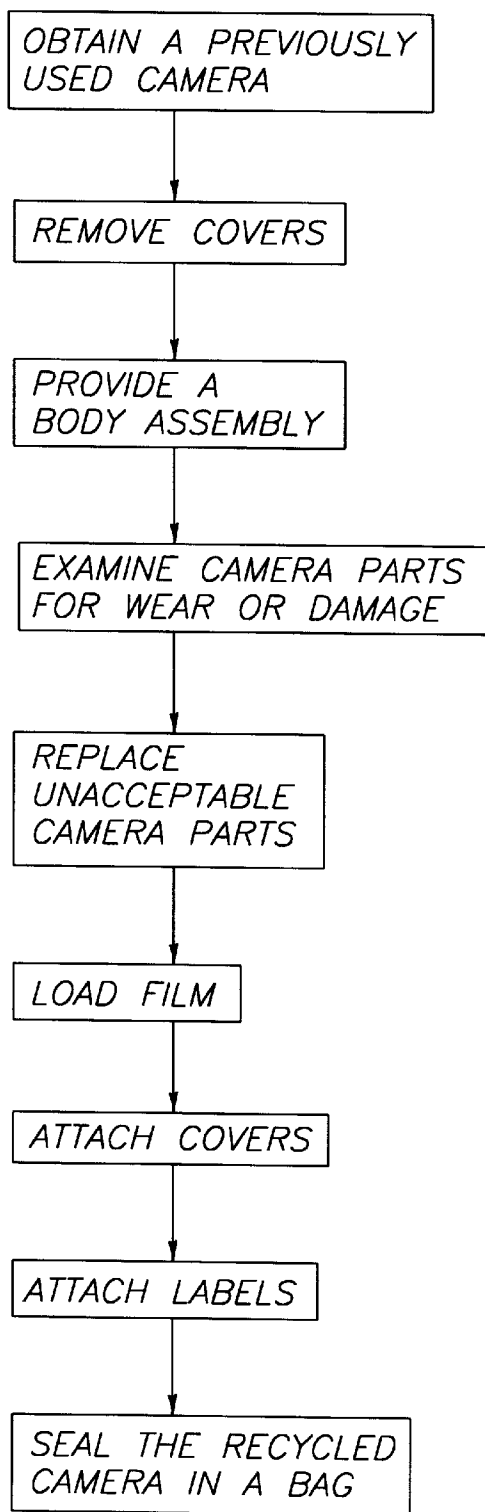 OBTAIN A PREVIOUSLY
USED CAMERA
REMOVE COVERS
PROVIDE A
BODY ASSEMBLY
EXAMINE CAMERA PARTS
FOR WEAR OR DAMAGE
REPLACE
UNACCEPTABLE
CAMERA PARTS
LOAD FILM
ATTACH COVERS
ATTACH LABELS
SEAL THE RECYCLED
CAMERA IN A BAG